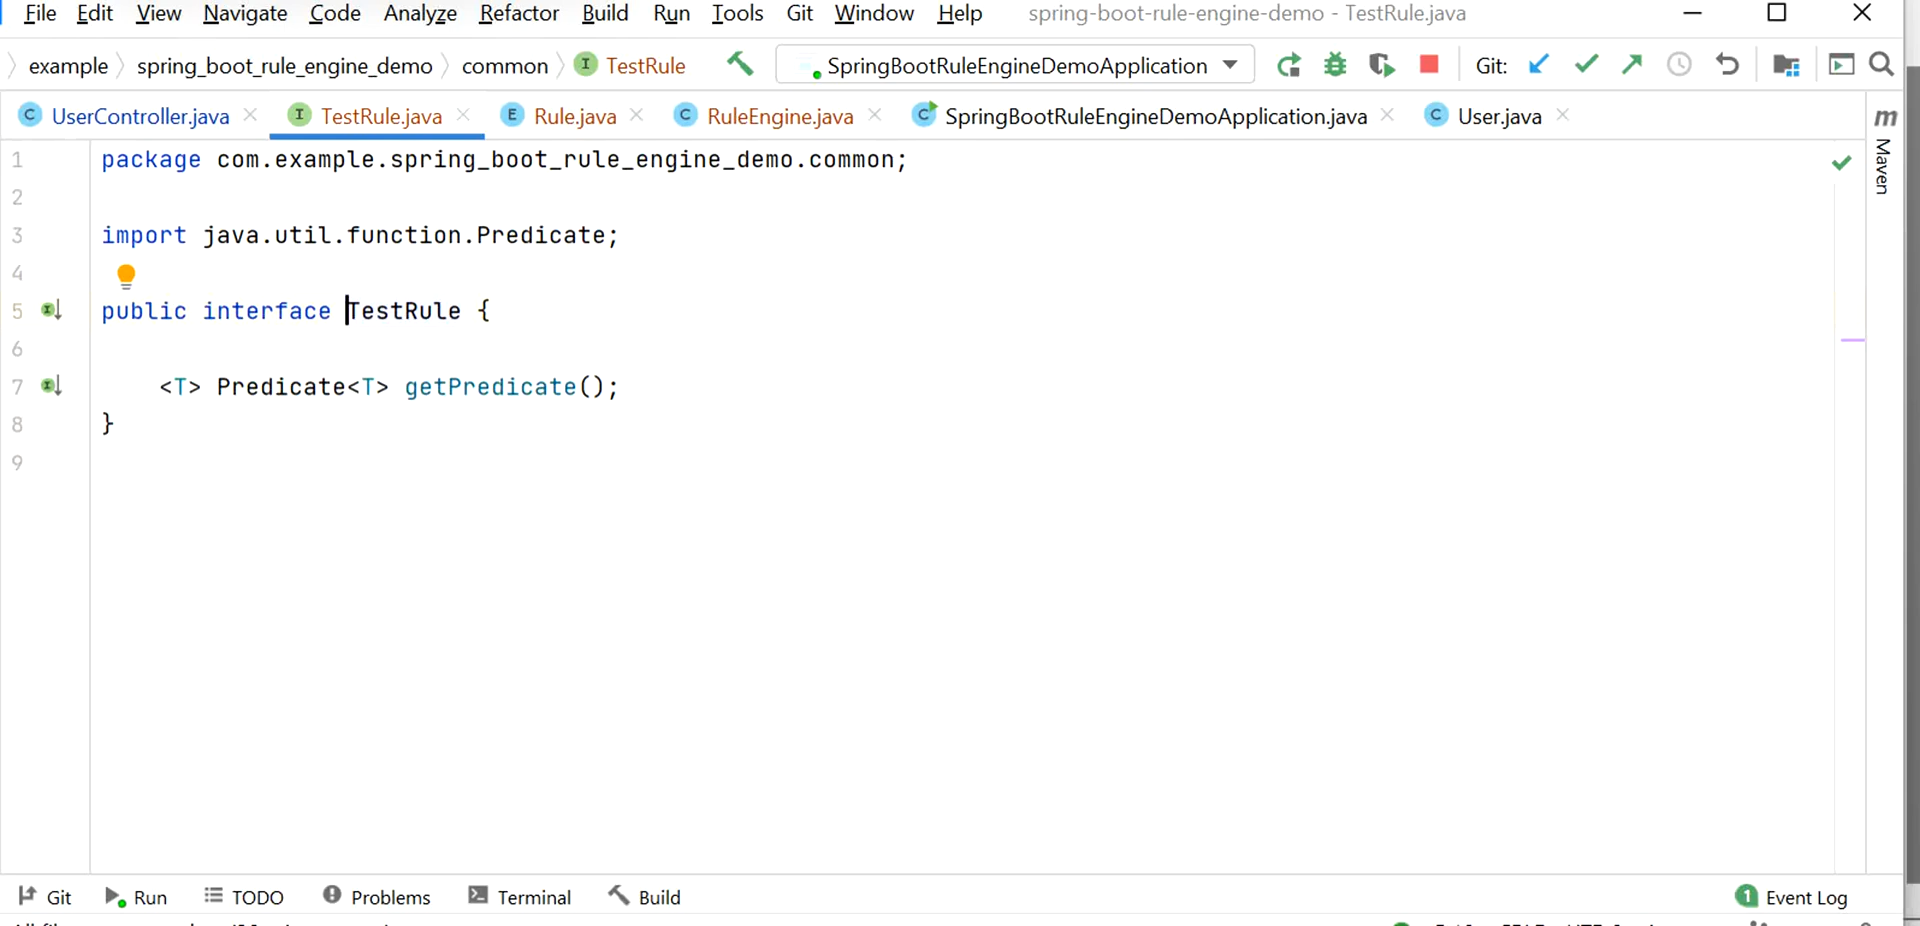 File Edit View Navigate Code Analyze Refactor Build Run Tools Git Window Help spring-boot-rule-engine-demo - TestRule.java
example spring_boot_rule_engine_demo common I TestRule SpringBootRuleEngineDemoApplication Git:
C UserController.java I TestRule.java E Rule.java C RuleEngine.java C SpringBootRuleEngineDemoApplication.java C User.java
m Maven
1 package com.example.spring_boot_rule_engine_demo.common;
2
3 import java.util.function.Predicate;
4
5 public interface TestRule {
6
7 <T> Predicate<T> getPredicate();
8 }
9
Git Run TODO Problems Terminal Build 1 Event Log